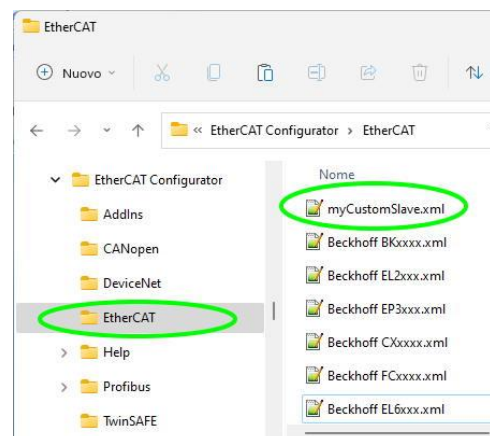 EtherCAT
Nuovo
« EtherCAT Configurator › EtherCAT
EtherCAT Configurator
AddIns
CANopen
DeviceNet
EtherCAT
Help
Profibus
TwinSAFE
Nome
myCustomSlave.xml
Beckhoff BKxxxx.xml
Beckhoff EL2xxx.xml
Beckhoff EP3xxx.xml
Beckhoff CXxxxx.xml
Beckhoff FCxxxx.xml
Beckhoff EL6xxx.xml